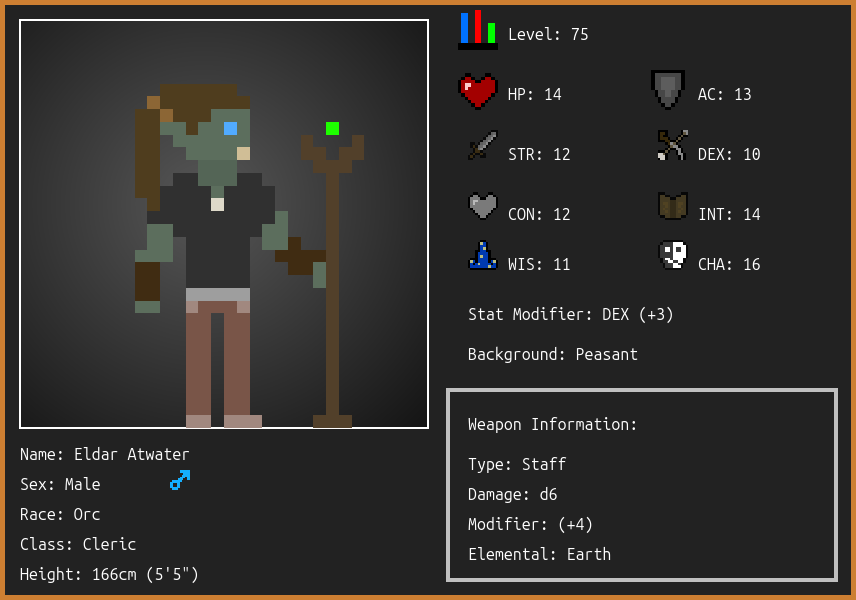 Level: 75
HP: 14
AC: 13
STR: 12
DEX: 10
CON: 12
INT: 14
WIS: 11
CHA: 16
Stat Modifier: DEX (+3)
Background: Peasant
Weapon Information:
Type: Staff
Damage: d6
Modifier: (+4)
Elemental: Earth
Name: Eldar Atwater
Sex: Male
Race: Orc
Class: Cleric
Height: 166cm (5'5")